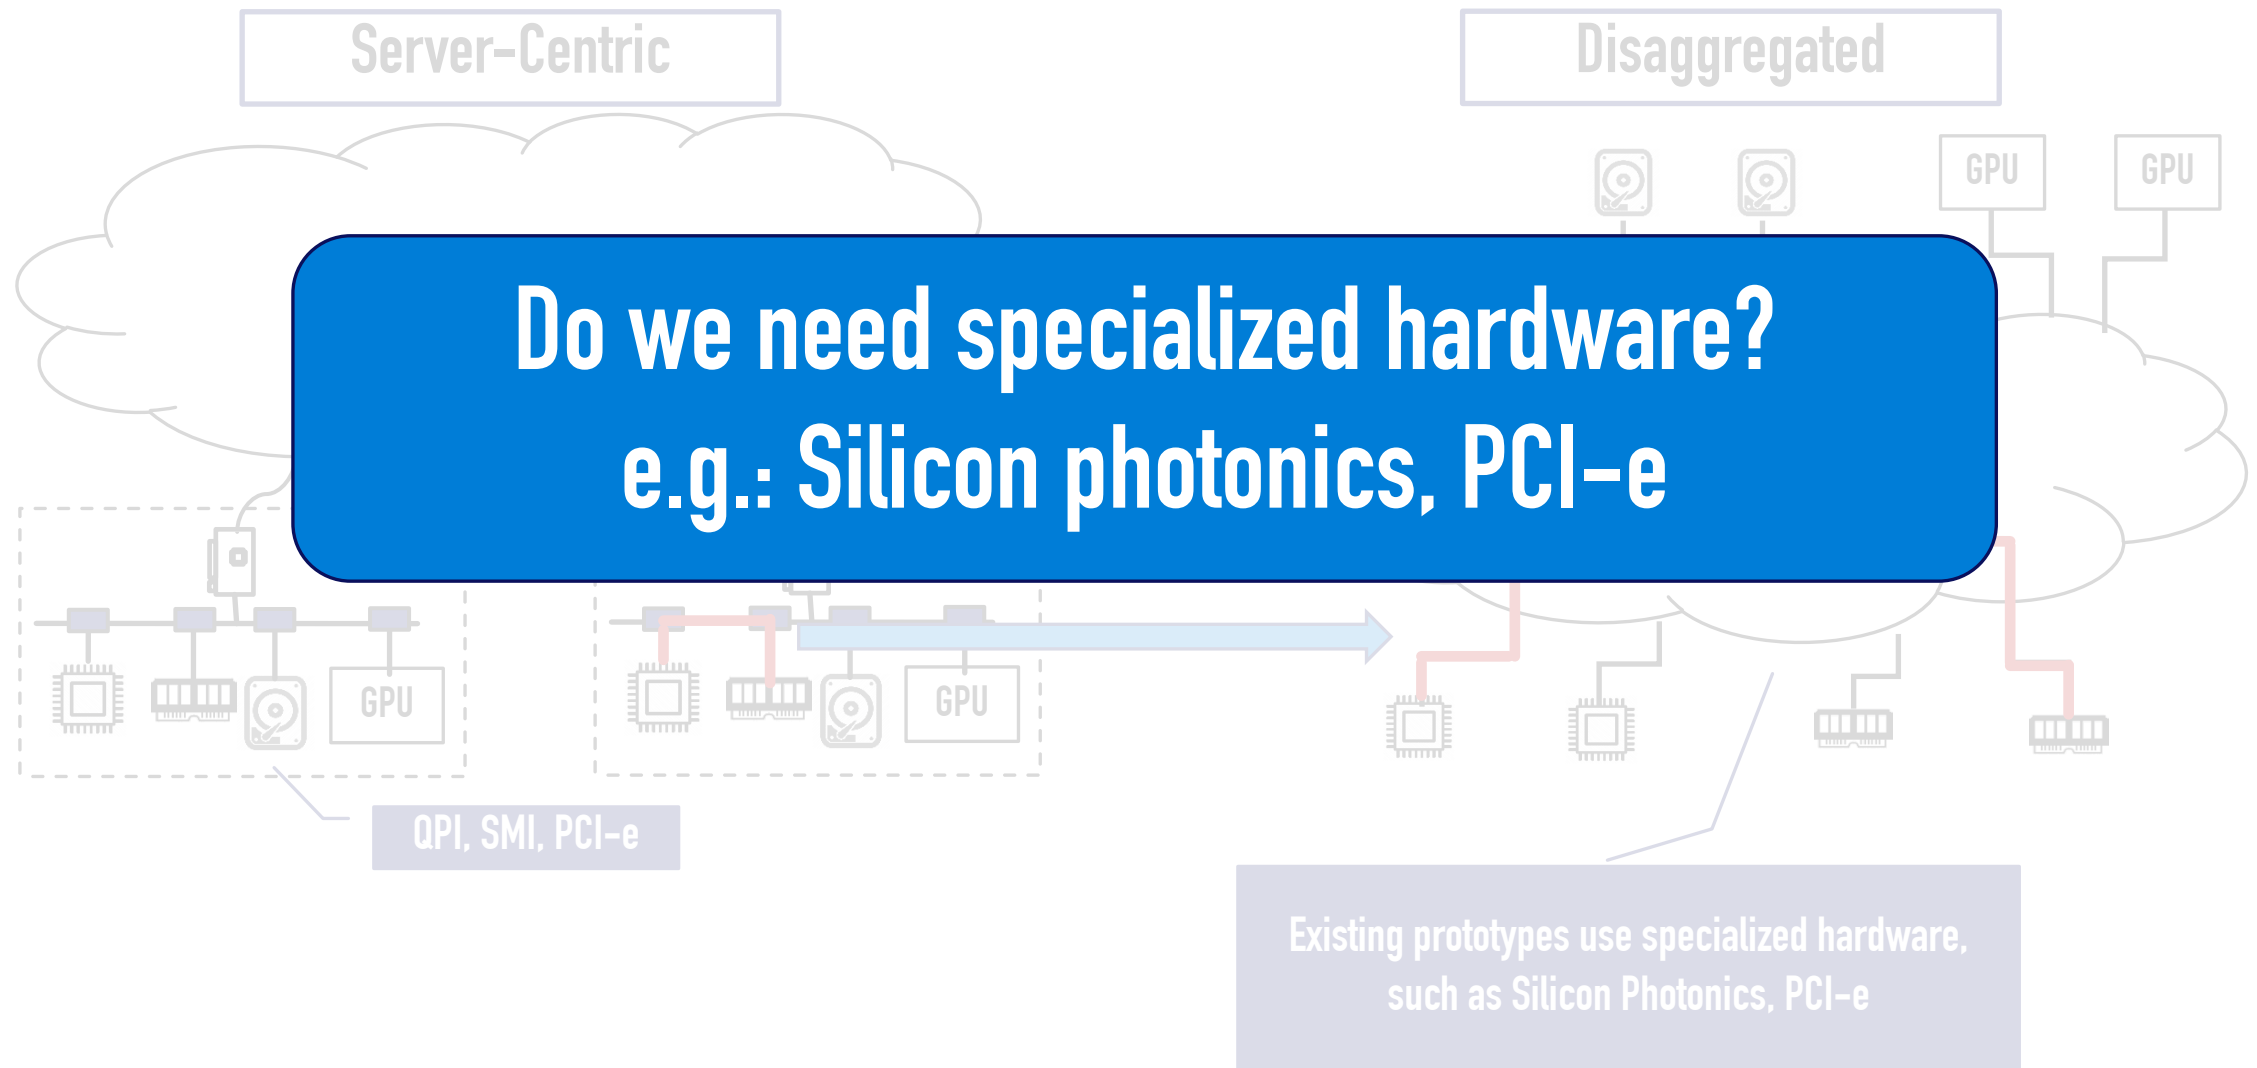 Server-Centric
Disaggregated
GPU
GPU
Do we need specialized hardware?
e.g.: Silicon photonics, PCI-e
GPU
GPU
QPI, SMI, PCI-e
Existing prototypes use specialized hardware,
such as Silicon Photonics, PCI-e